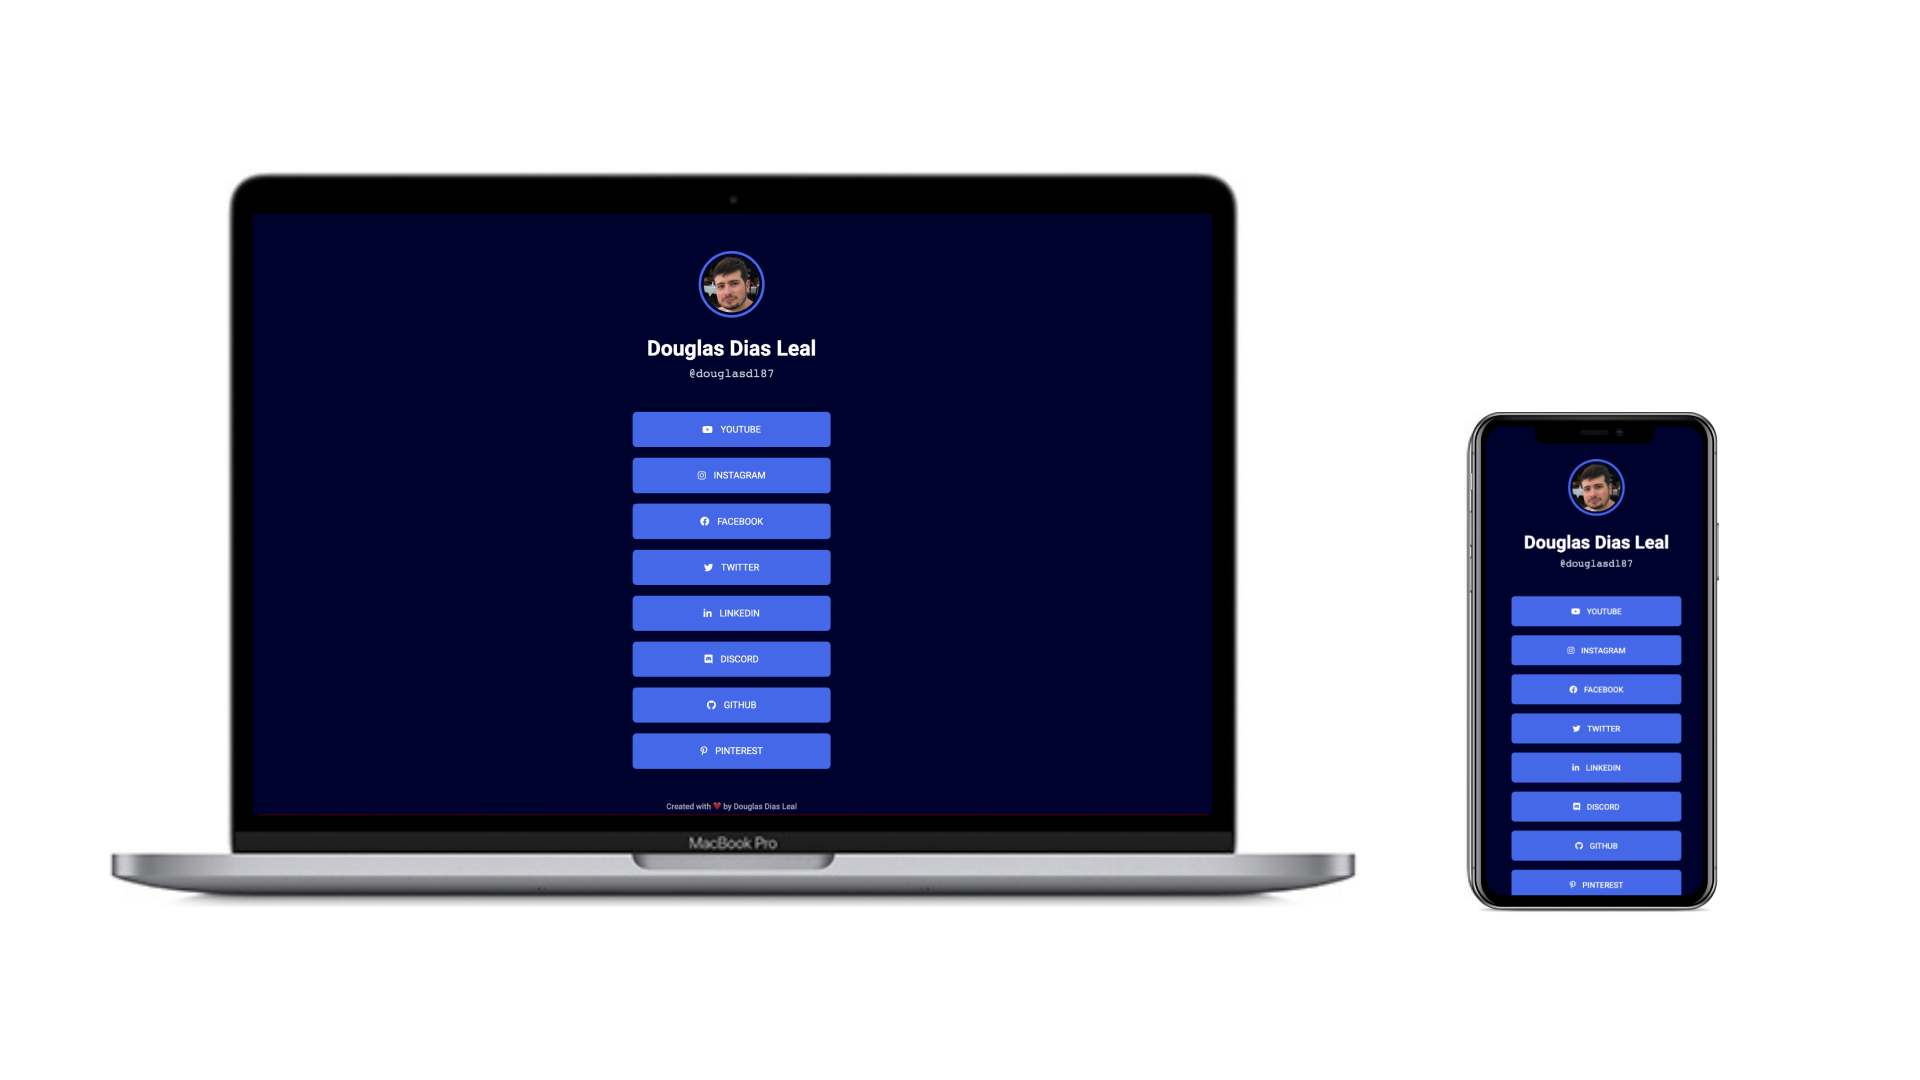 Douglas Dias Leal
@douglasdl87
YOUTUBE
INSTAGRAM
FACEBOOK
TWITTER
LINKEDIN
DISCORD
GITHUB
PINTEREST
Created with ❤️ by Douglas Dias Leal
MacBook Pro
Douglas Dias Leal
@douglasdl87
YOUTUBE
INSTAGRAM
FACEBOOK
TWITTER
LINKEDIN
DISCORD
GITHUB
PINTEREST